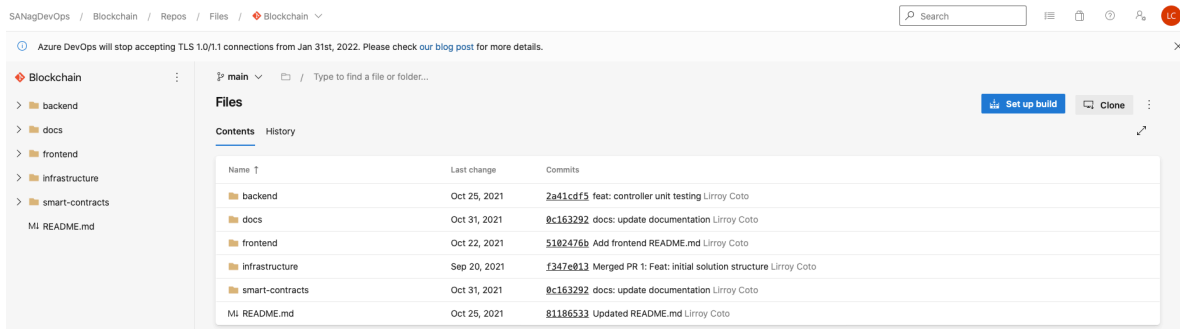 SANagDevOps / Blockchain / Repos / Files / Blockchain
Search
LC
Azure DevOps will stop accepting TLS 1.0/1.1 connections from Jan 31st, 2022. Please check our blog post for more details.
Blockchain
backend
docs
frontend
infrastructure
smart-contracts
M↓ README.md
main / Type to find a file or folder...
Files
Set up build
Clone
Contents History
Name ↑ Last change Commits
backend Oct 25, 2021 2a41cdf5 feat: controller unit testing Lirroy Coto
docs Oct 31, 2021 0c163292 docs: update documentation Lirroy Coto
frontend Oct 22, 2021 5102476b Add frontend README.md Lirroy Coto
infrastructure Sep 20, 2021 f347e013 Merged PR 1: Feat: initial solution structure Lirroy Coto
smart-contracts Oct 31, 2021 0c163292 docs: update documentation Lirroy Coto
M↓ README.md Oct 25, 2021 81186533 Updated README.md Lirroy Coto